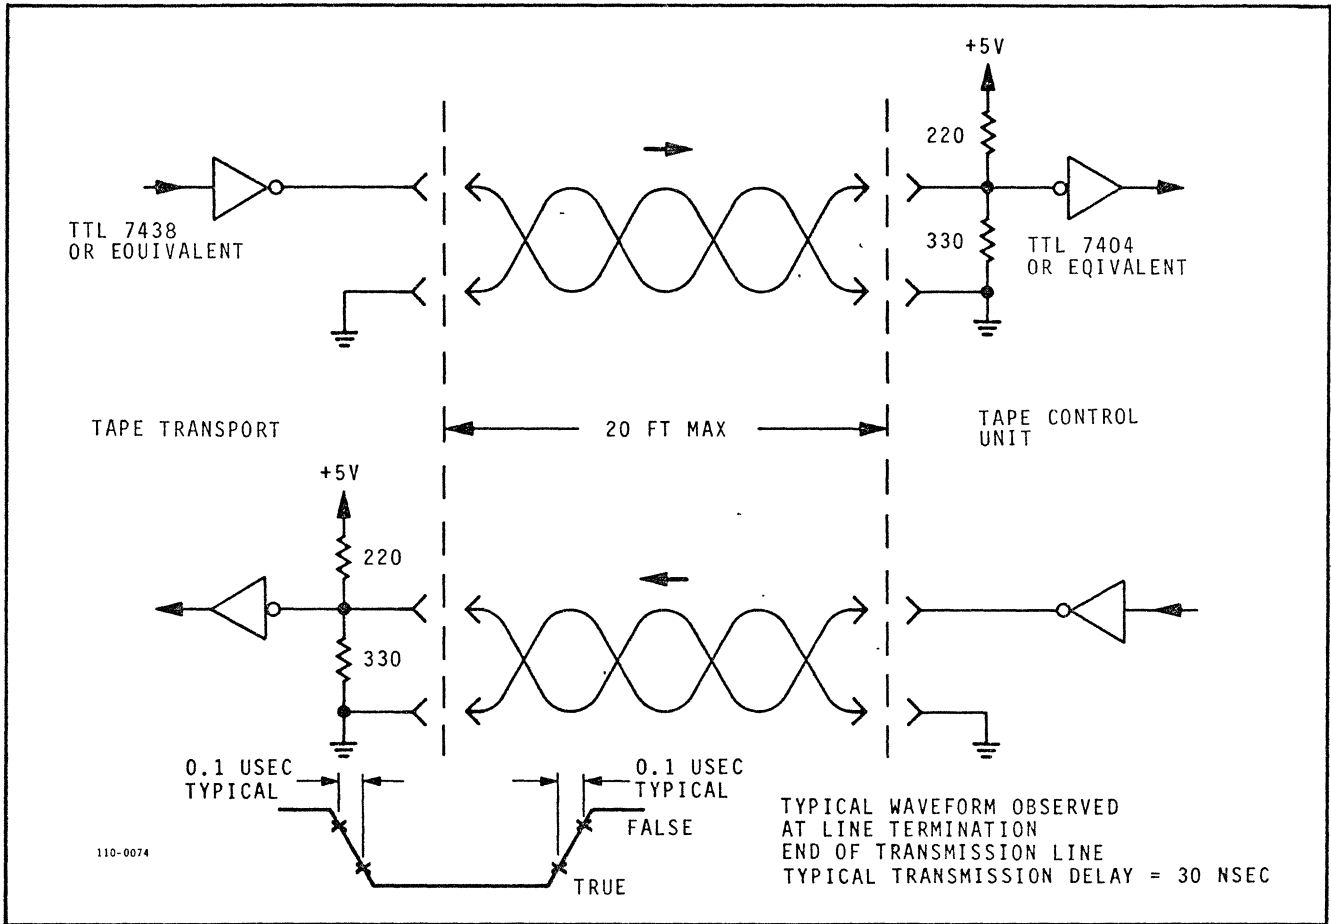 +5V
220
TTL 7438
OR EQUIVALENT
330
TTL 7404
OR EQIVALENT
TAPE TRANSPORT
20 FT MAX
TAPE CONTROL
UNIT
+5V
220
330
0.1 USEC
TYPICAL
0.1 USEC
TYPICAL
FALSE
TRUE
TYPICAL WAVEFORM OBSERVED
AT LINE TERMINATION
END OF TRANSMISSION LINE
TYPICAL TRANSMISSION DELAY = 30 NSEC
110-0074